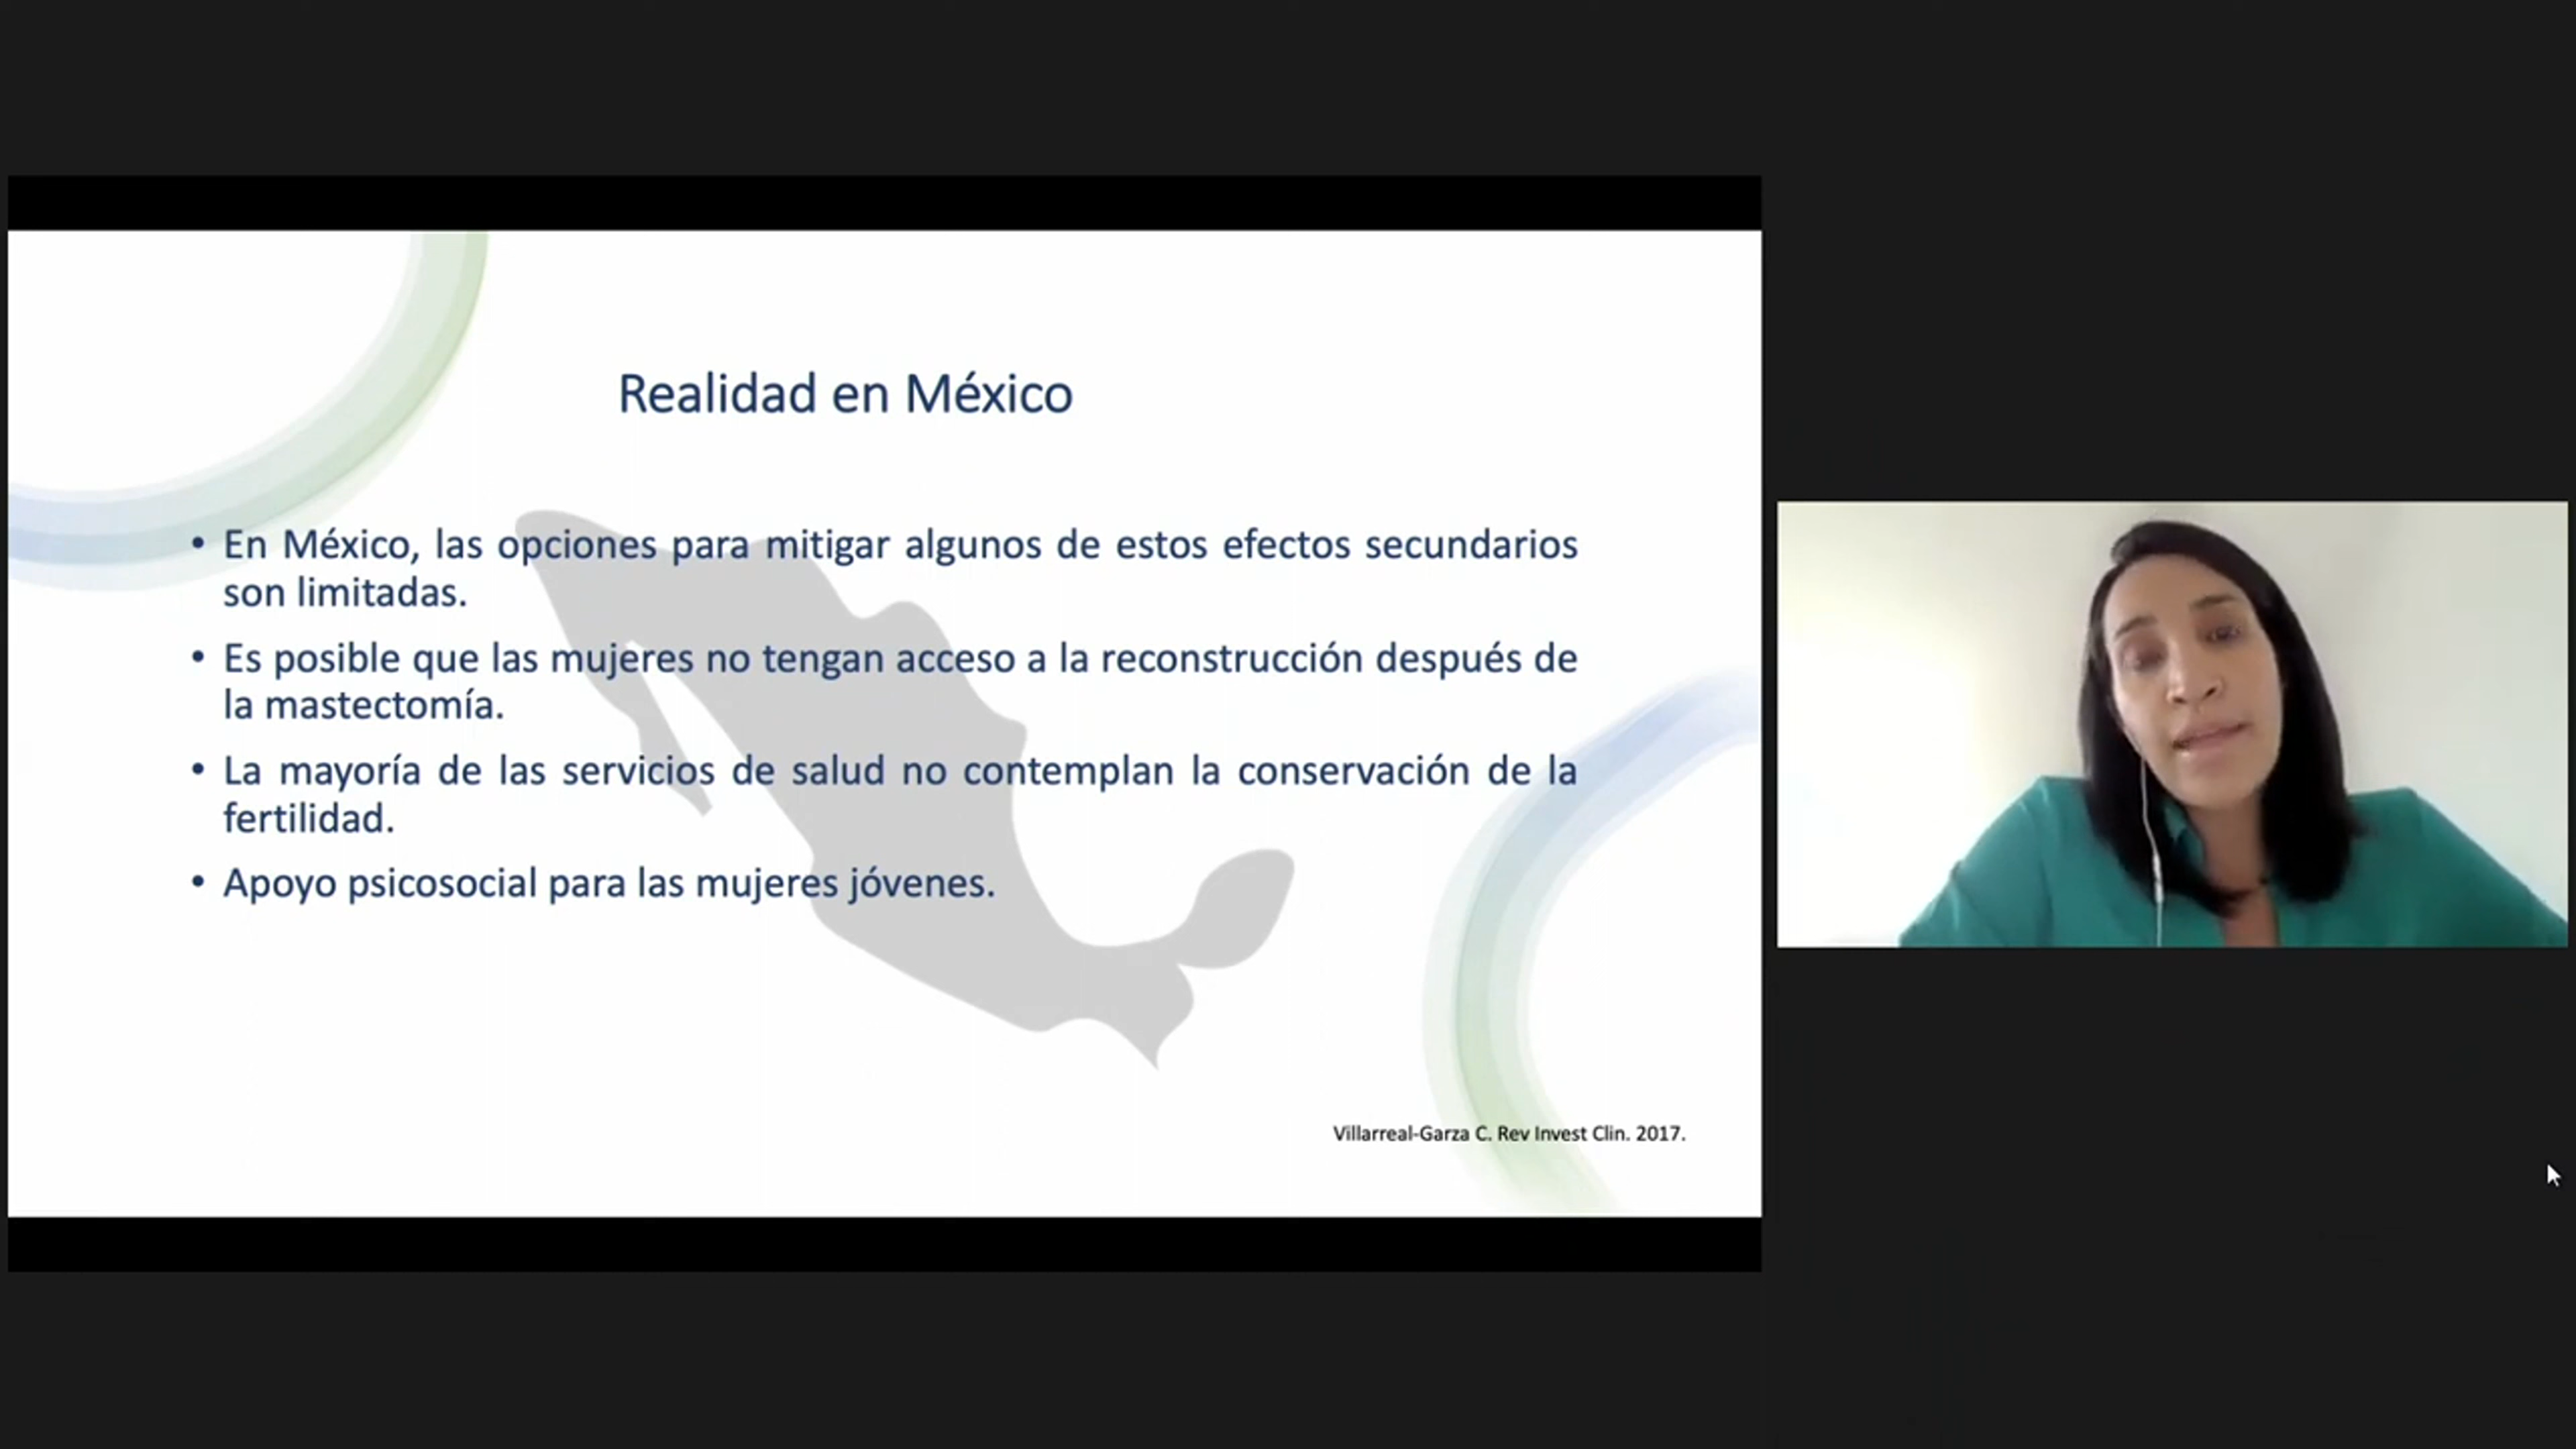 Realidad en México
• En México, las opciones para mitigar algunos de estos efectos secundarios
son limitadas.
• Es posible que las mujeres no tengan acceso a la reconstrucción después de
la mastectomía.
• La mayoría de las servicios de salud no contemplan la conservación de la
fertilidad.
• Apoyo psicosocial para las mujeres jóvenes.
Villarreal-Garza C. Rev Invest Clin. 2017.